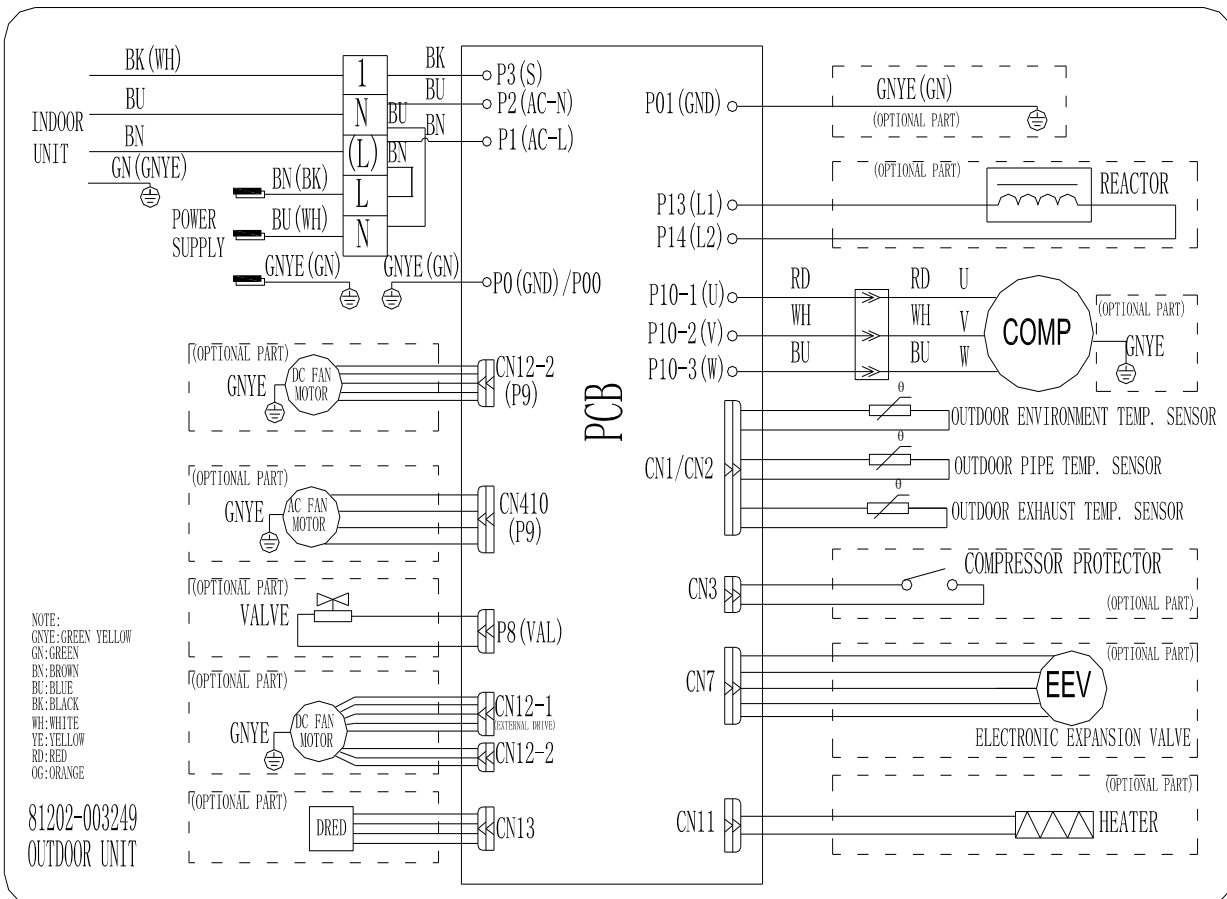 BK(WH)
BU
INDOOR
UNIT
BN
GN(GNYE)
1
N
(L)
L
N
BK
BU
BU
BN
BN
P3(S)
P2(AC-N)
P1(AC-L)
POWER
SUPPLY
BN(BK)
BU(WH)
GNYE(GN)
GNYE(GN)
P0(GND)/P00
(OPTIONAL PART)
GNYE
DC FAN
MOTOR
CN12-2
(P9)
(OPTIONAL PART)
GNYE
AC FAN
MOTOR
CN410
(P9)
(OPTIONAL PART)
VALVE
P8(VAL)
(OPTIONAL PART)
GNYE
DC FAN
MOTOR
CN12-1
(EXTERNAL DRIVE)
CN12-2
(OPTIONAL PART)
DRED
CN13
NOTE:
GNYE:GREEN YELLOW
GN:GREEN
BN:BROWN
BU:BLUE
BK:BLACK
WH:WHITE
YE:YELLOW
RD:RED
OG:ORANGE
81202-003249
OUTDOOR UNIT
PCB
P01(GND)
GNYE(GN)
(OPTIONAL PART)
(OPTIONAL PART)
REACTOR
P13(L1)
P14(L2)
P10-1(U)
RD
RD
U
P10-2(V)
WH
WH
V
P10-3(W)
BU
BU
W
COMP
(OPTIONAL PART)
GNYE
CN1/CN2
θ
OUTDOOR ENVIRONMENT TEMP. SENSOR
θ
OUTDOOR PIPE TEMP. SENSOR
θ
OUTDOOR EXHAUST TEMP. SENSOR
CN3
COMPRESSOR PROTECTOR
(OPTIONAL PART)
CN7
(OPTIONAL PART)
EEV
ELECTRONIC EXPANSION VALVE
(OPTIONAL PART)
CN11
HEATER